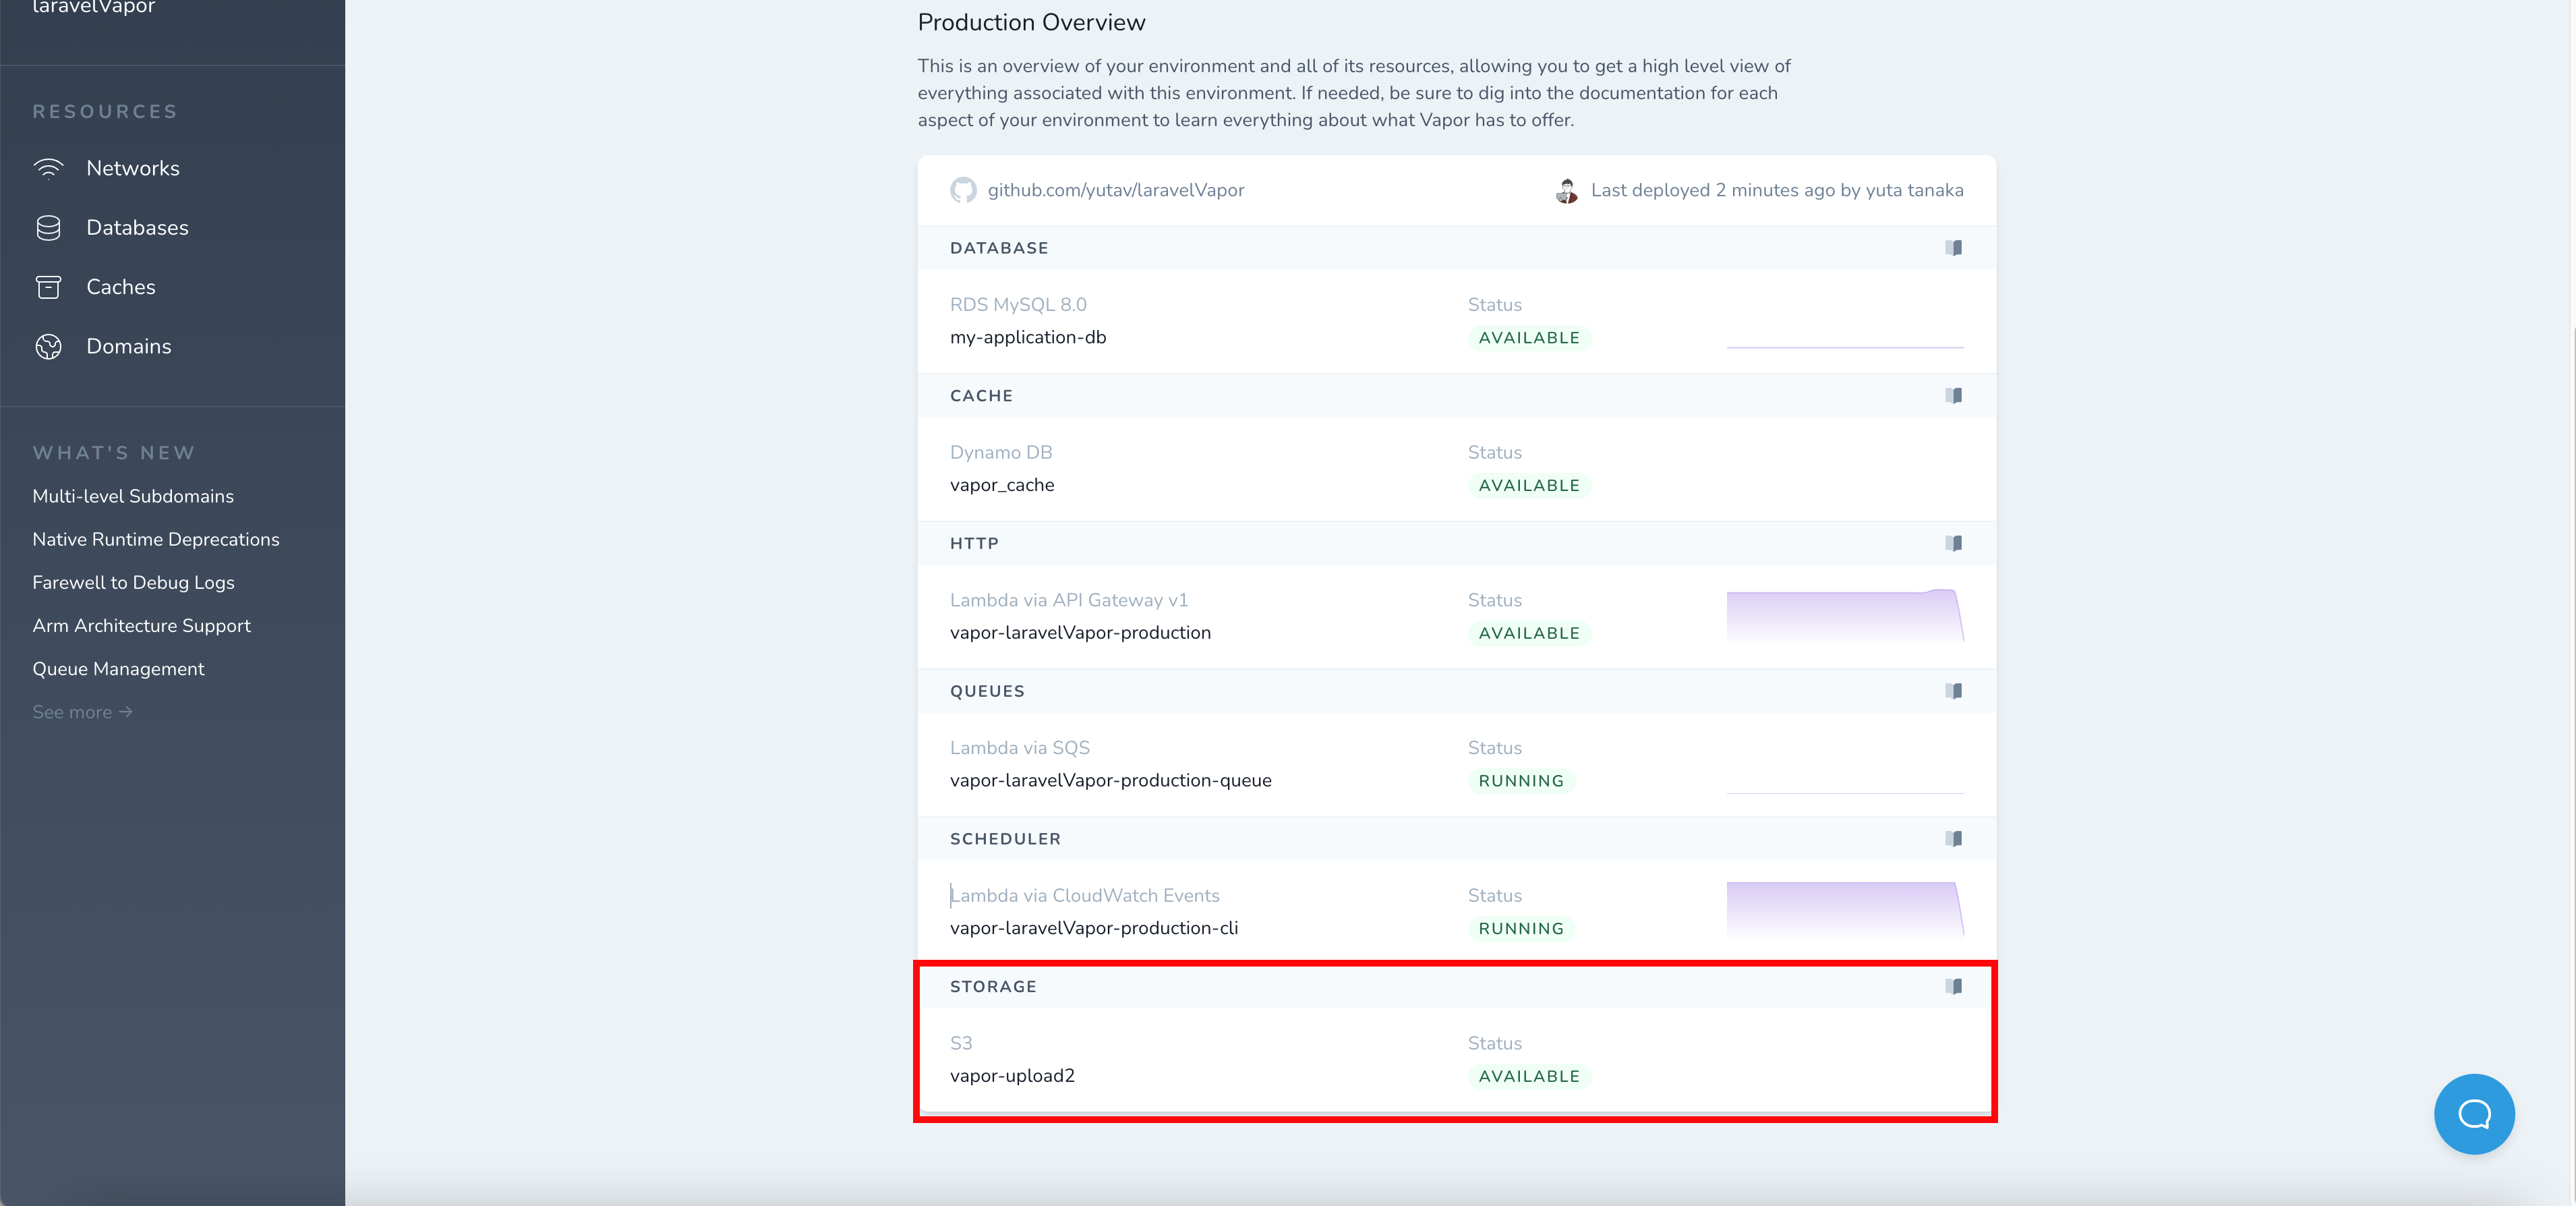 laravelVapor
RESOURCES
Networks
Databases
Caches
Domains
WHAT'S NEW
Multi-level Subdomains
Native Runtime Deprecations
Farewell to Debug Logs
Arm Architecture Support
Queue Management
See more →
Production Overview
This is an overview of your environment and all of its resources, allowing you to get a high level view of
everything associated with this environment. If needed, be sure to dig into the documentation for each
aspect of your environment to learn everything about what Vapor has to offer.
github.com/yutav/laravelVapor
Last deployed 2 minutes ago by yuta tanaka
DATABASE
RDS MySQL 8.0
Status
my-application-db
AVAILABLE
CACHE
Dynamo DB
Status
vapor_cache
AVAILABLE
HTTP
Lambda via API Gateway v1
Status
vapor-laravelVapor-production
AVAILABLE
QUEUES
Lambda via SQS
Status
vapor-laravelVapor-production-queue
RUNNING
SCHEDULER
Lambda via CloudWatch Events
Status
vapor-laravelVapor-production-cli
RUNNING
STORAGE
S3
Status
vapor-upload2
AVAILABLE